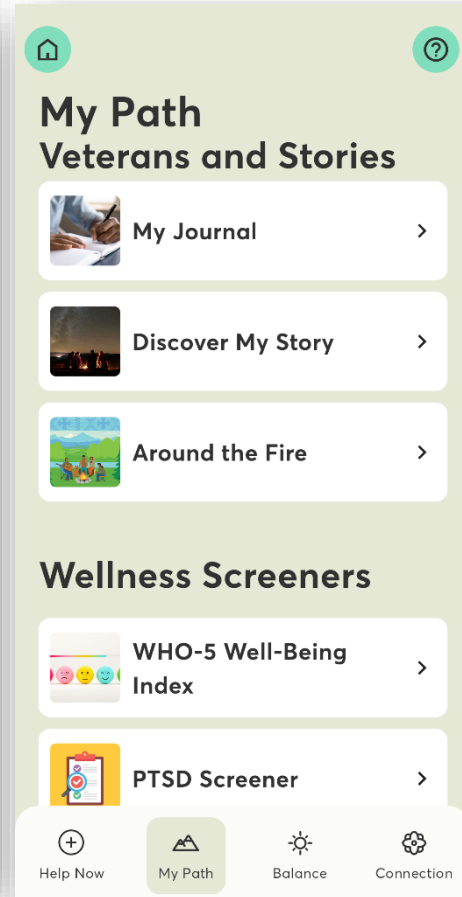 My Path
Veterans and Stories
My Journal
Discover My Story
Around the Fire
Wellness Screeners
WHO-5 Well-Being
Index
PTSD Screener
Help Now
My Path
Balance
Connection